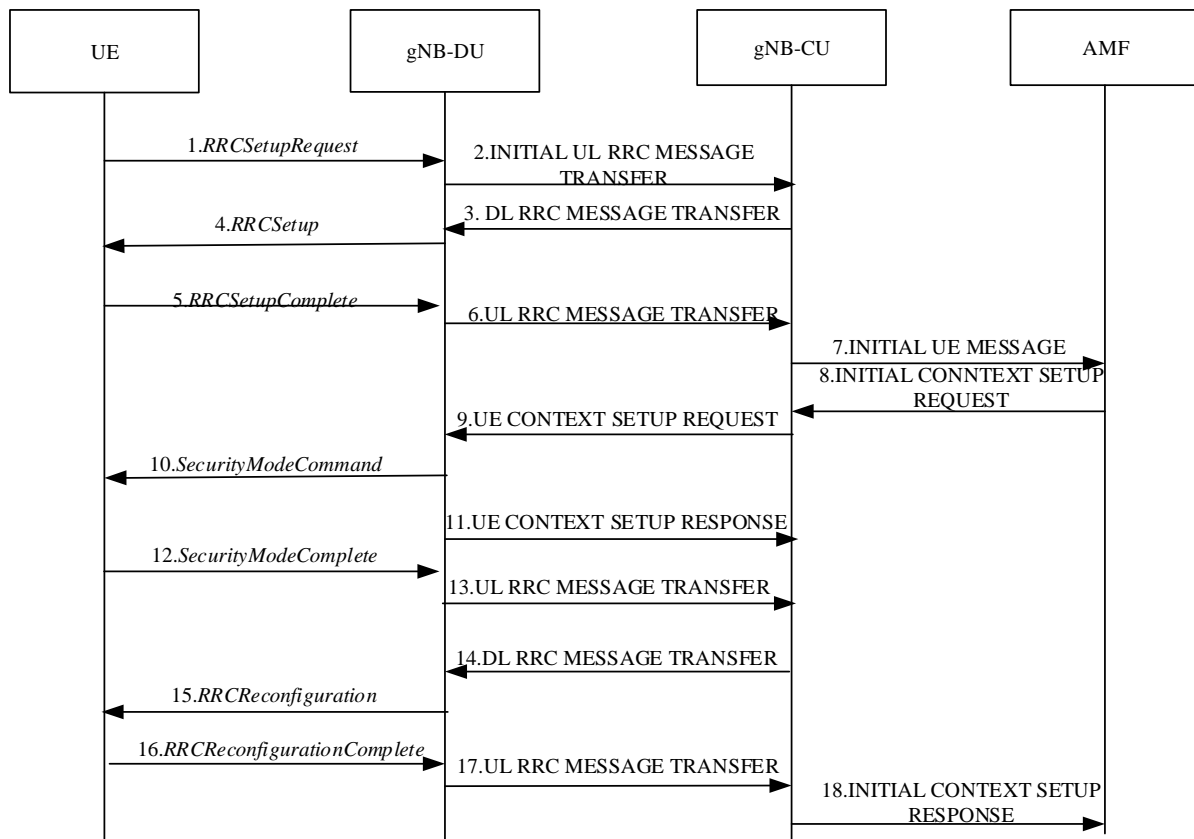 UE
gNB-DU
gNB-CU
AMF
1.RRCSetupRequest
2.INITIAL UL RRC MESSAGE
TRANSFER
3. DL RRC MESSAGE TRANSFER
4.RRCSetup
5.RRCSetupComplete
6.UL RRC MESSAGE TRANSFER
7.INITIAL UE MESSAGE
8.INITIAL CONNTEXT SETUP
REQUEST
9.UE CONTEXT SETUP REQUEST
10.SecurityModeCommand
11.UE CONTEXT SETUP RESPONSE
12.SecurityModeComplete
13.UL RRC MESSAGE TRANSFER
14.DL RRC MESSAGE TRANSFER
15.RRCReconfiguration
16.RRCReconfigurationComplete
17.UL RRC MESSAGE TRANSFER
18.INITIAL CONTEXT SETUP
RESPONSE